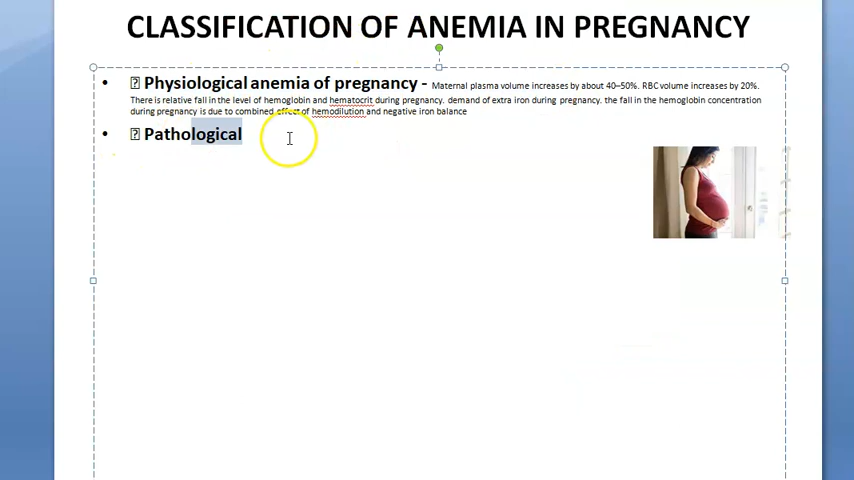 CLASSIFICATION OF ANEMIA IN PREGNANCY
• Physiological anemia of pregnancy - Maternal plasma volume increases by about 40–50%. RBC volume increases by 20%.
There is relative fall in the level of hemoglobin and hematocrit during pregnancy. demand of extra iron during pregnancy. the fall in the hemoglobin concentration
during pregnancy is due to combined effect of hemodilution and negative iron balance
• Pathological